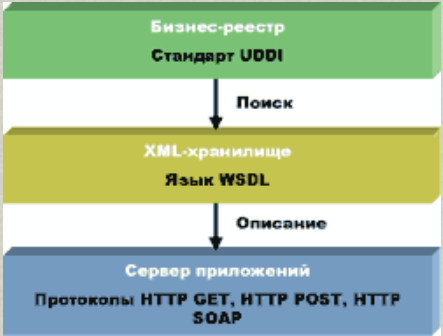 Бизнес-реестр
Стандарт UDDI
Поиск
XML-хранилище
Язык WSDL
Описание
Сервер приложений
Протоколы HTTP GET, HTTP POST, HTTP
SOAP